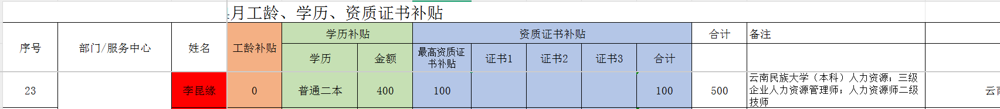 月工龄、学历、资质证书补贴
序号
部门/服务中心
姓名
工龄补贴
学历补贴
资质证书补贴
合计
备注
学历
金额
最高资质证
书补贴
证书1
证书2
证书3
合计
23
李昆缘
0
普通二本
400
100
100
500
云南民族大学（本科）人力资源；三级
企业人力资源管理师；人力资源师二级
技师